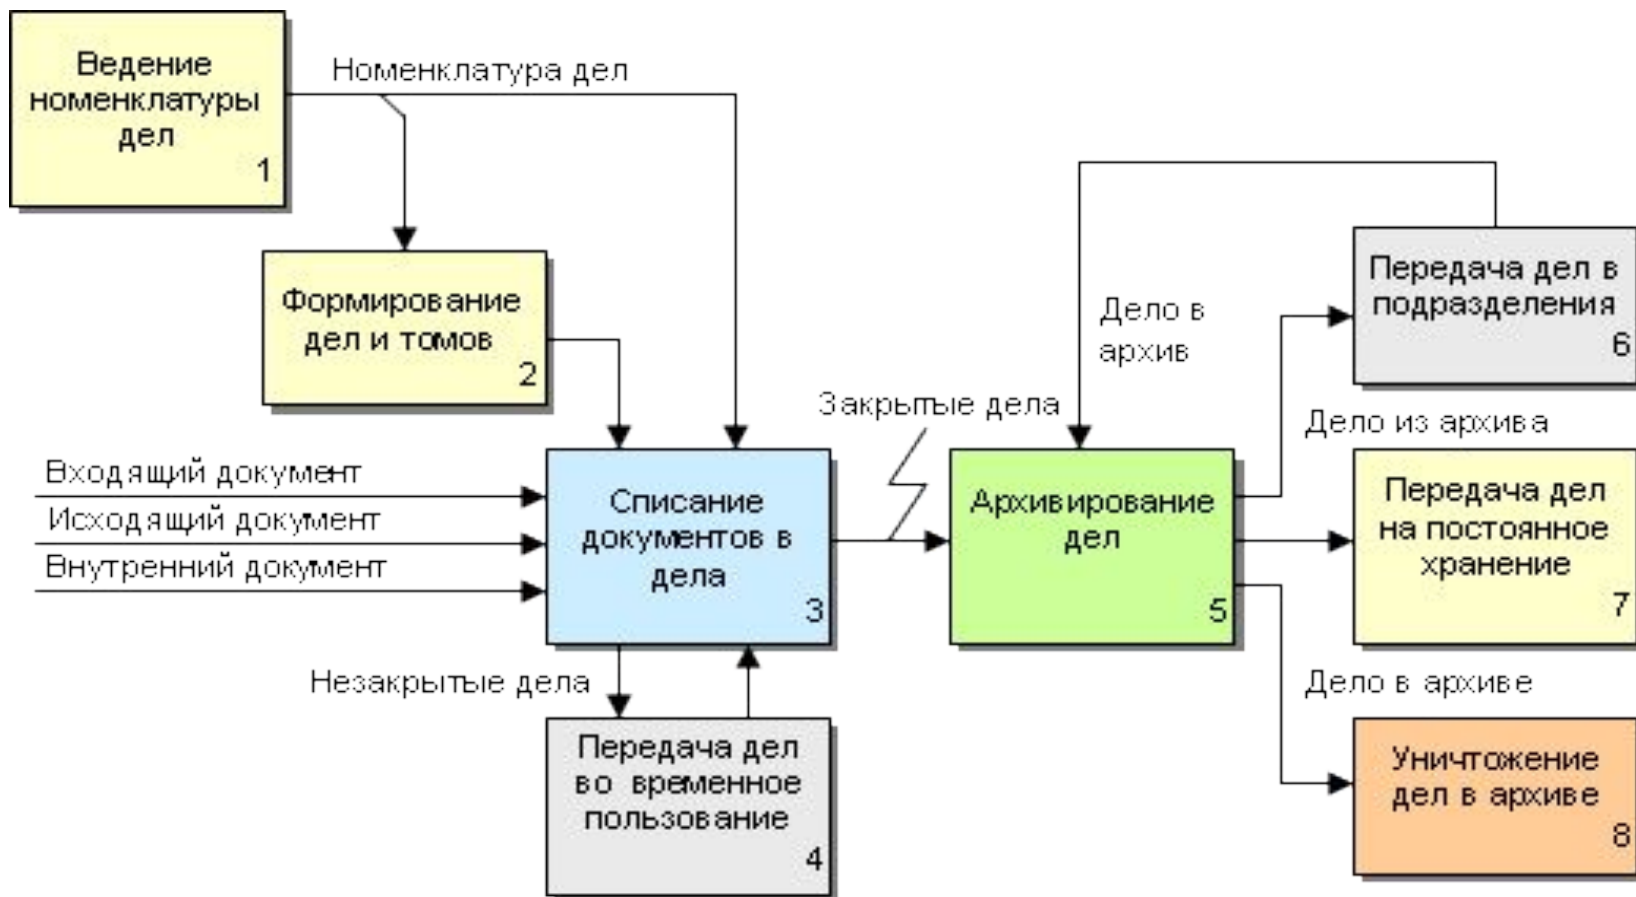 Ведение
номенклатуры
дел
1
Номенклатура дел
Формирование
дел и томов
2
Входящий документ
Исходящий документ
Внутренний документ
Списание
документов в
дела
3
Незакрытые дела
Передача дел
во временное
пользование
4
Закрытые дела
Архивирование
дел
5
Дело в
архив
Передача дел в
подразделения
6
Дело из архива
Передача дел
на постоянное
хранение
7
Дело в архиве
Уничтожение
дел в архиве
8